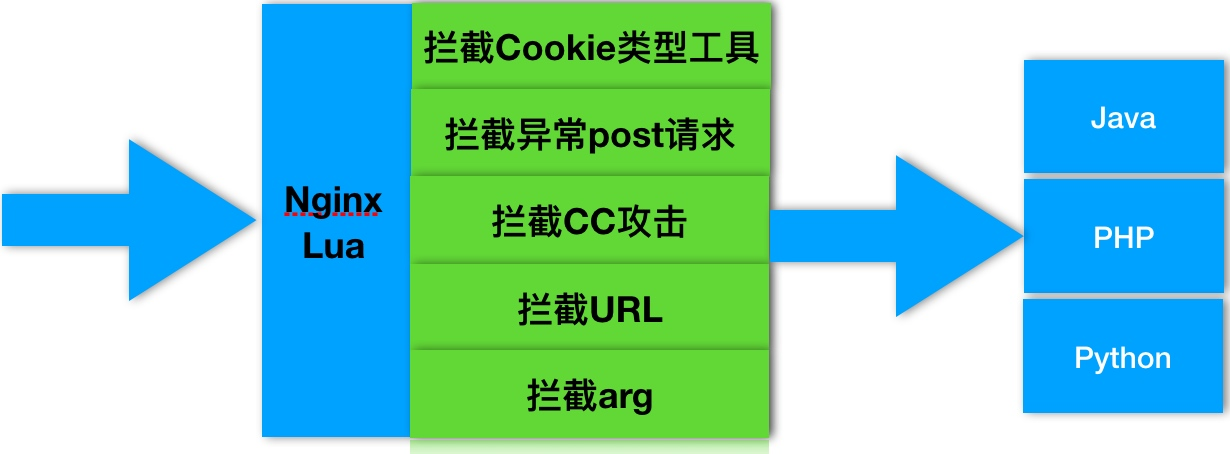 拦截Cookie类型工具
拦截异常post请求
Nginx
Lua
拦截CC攻击
拦截URL
拦截arg
Java
PHP
Python